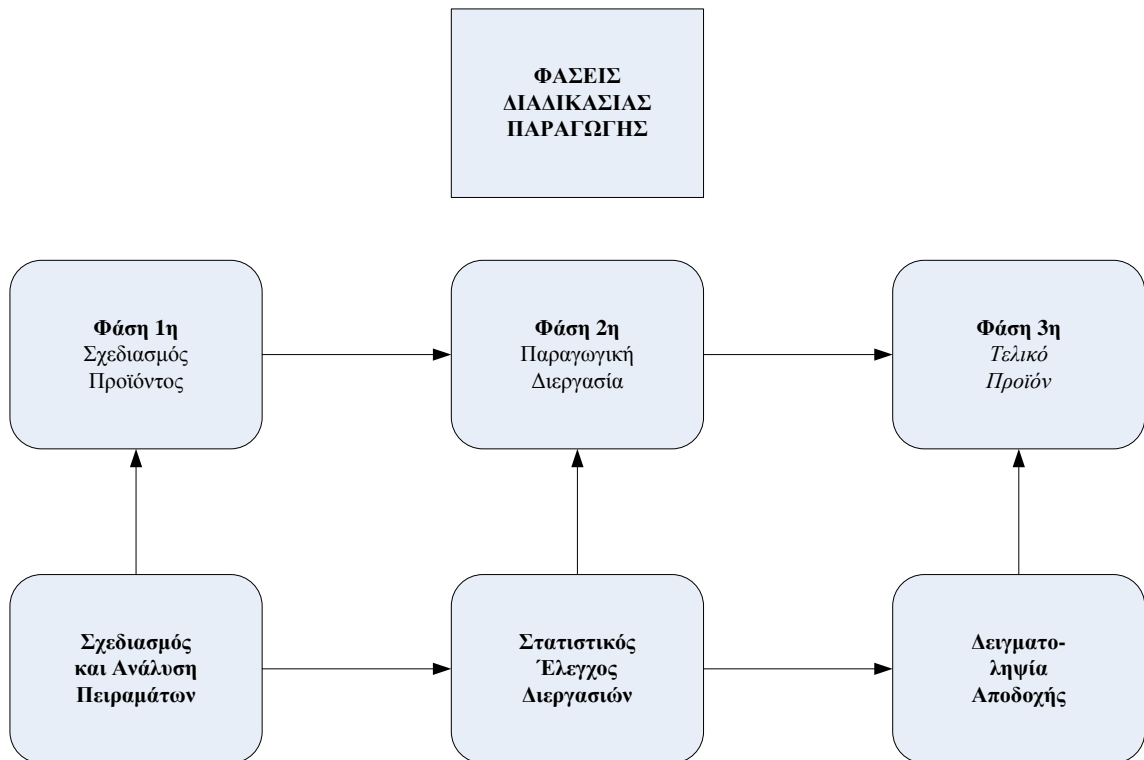 ΦΑΣΕΙΣ
ΔΙΑΔΙΚΑΣΙΑΣ
ΠΑΡΑΓΩΓΗΣ
Φάση 1η
Σχεδιασμός
Προϊόντος
Φάση 2η
Παραγωγική
Διεργασία
Φάση 3η
Τελικό
Προϊόν
Σχεδιασμός
και Ανάλυση
Πειραμάτων
Στατιστικός
Έλεγχος
Διεργασιών
Δειγματο-
ληψία
Αποδοχής